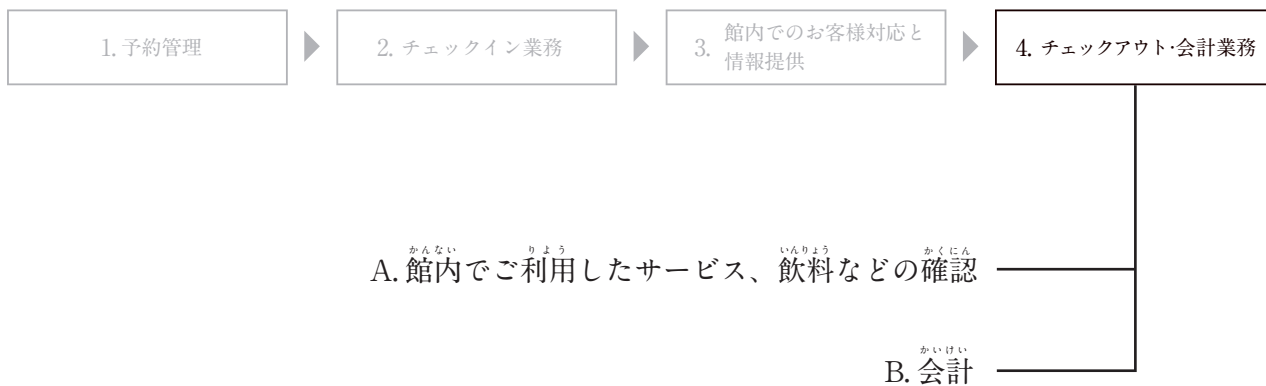 1. 予約管理
2. チェックイン業務
3. 館内でのお客様対応と
情報提供
4. チェックアウト・会計業務
かんない りよう いんりょう かくにん
A. 館内でご利用したサービス、飲料などの確認
かいけい
B. 会計